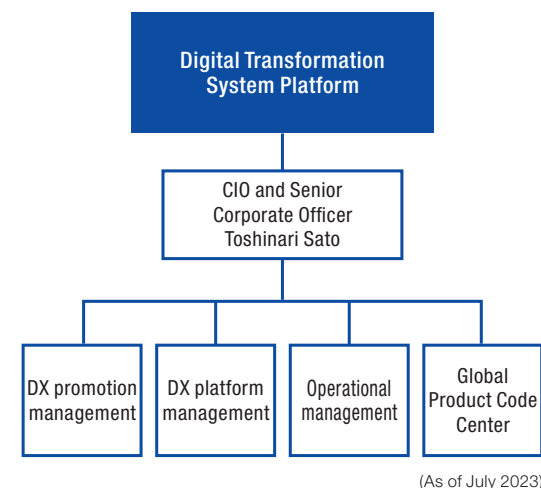 Digital Transformation
System Platform
CIO and Senior
Corporate Officer
Toshinari Sato
DX promotion
management
DX platform
management
Operational
management
Global
Product Code
Center
(As of July 2023)